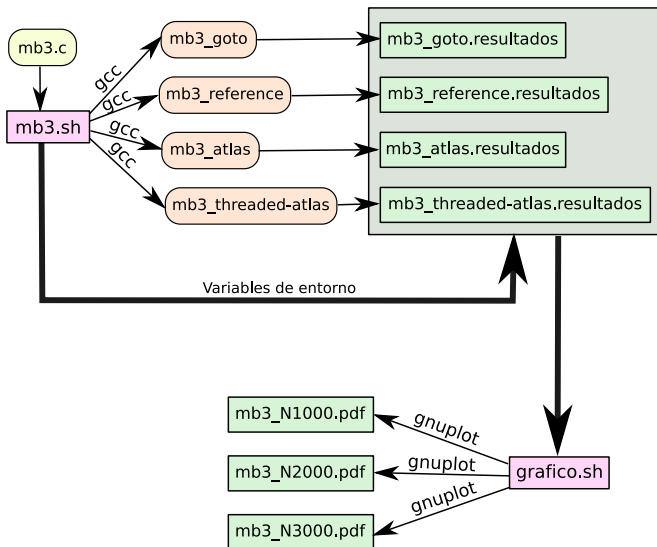 mb3.c
mb3.sh
gcc
gcc
gcc
gcc
mb3_goto
mb3_reference
mb3_atlas
mb3_threaded-atlas
mb3_goto.resultados
mb3_reference.resultados
mb3_atlas.resultados
mb3_threaded-atlas.resultados
Variables de entorno
mb3_N1000.pdf
mb3_N2000.pdf
mb3_N3000.pdf
gnuplot
gnuplot
gnuplot
grafico.sh